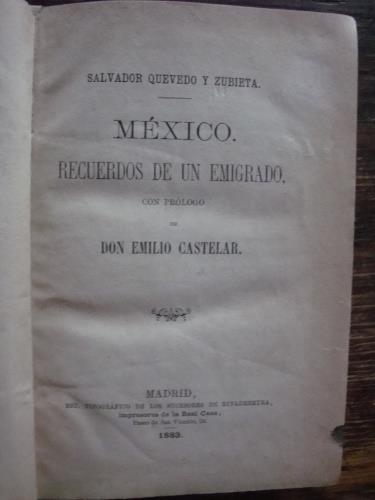 SALVADOR QUEVEDO Y ZUBIETA.
MÉXICO.
RECUERDOS DE UN EMIGRADO,
CON PRÓLOGO
DE
DON EMILIO CASTELAR.
MADRID,
EST. TIPOGRÁFICO DE LOS SUCESORES DE RIVADENEYRA,
Impresores de la Real Casa,
Paseo de San Vicente, 20.
1883.